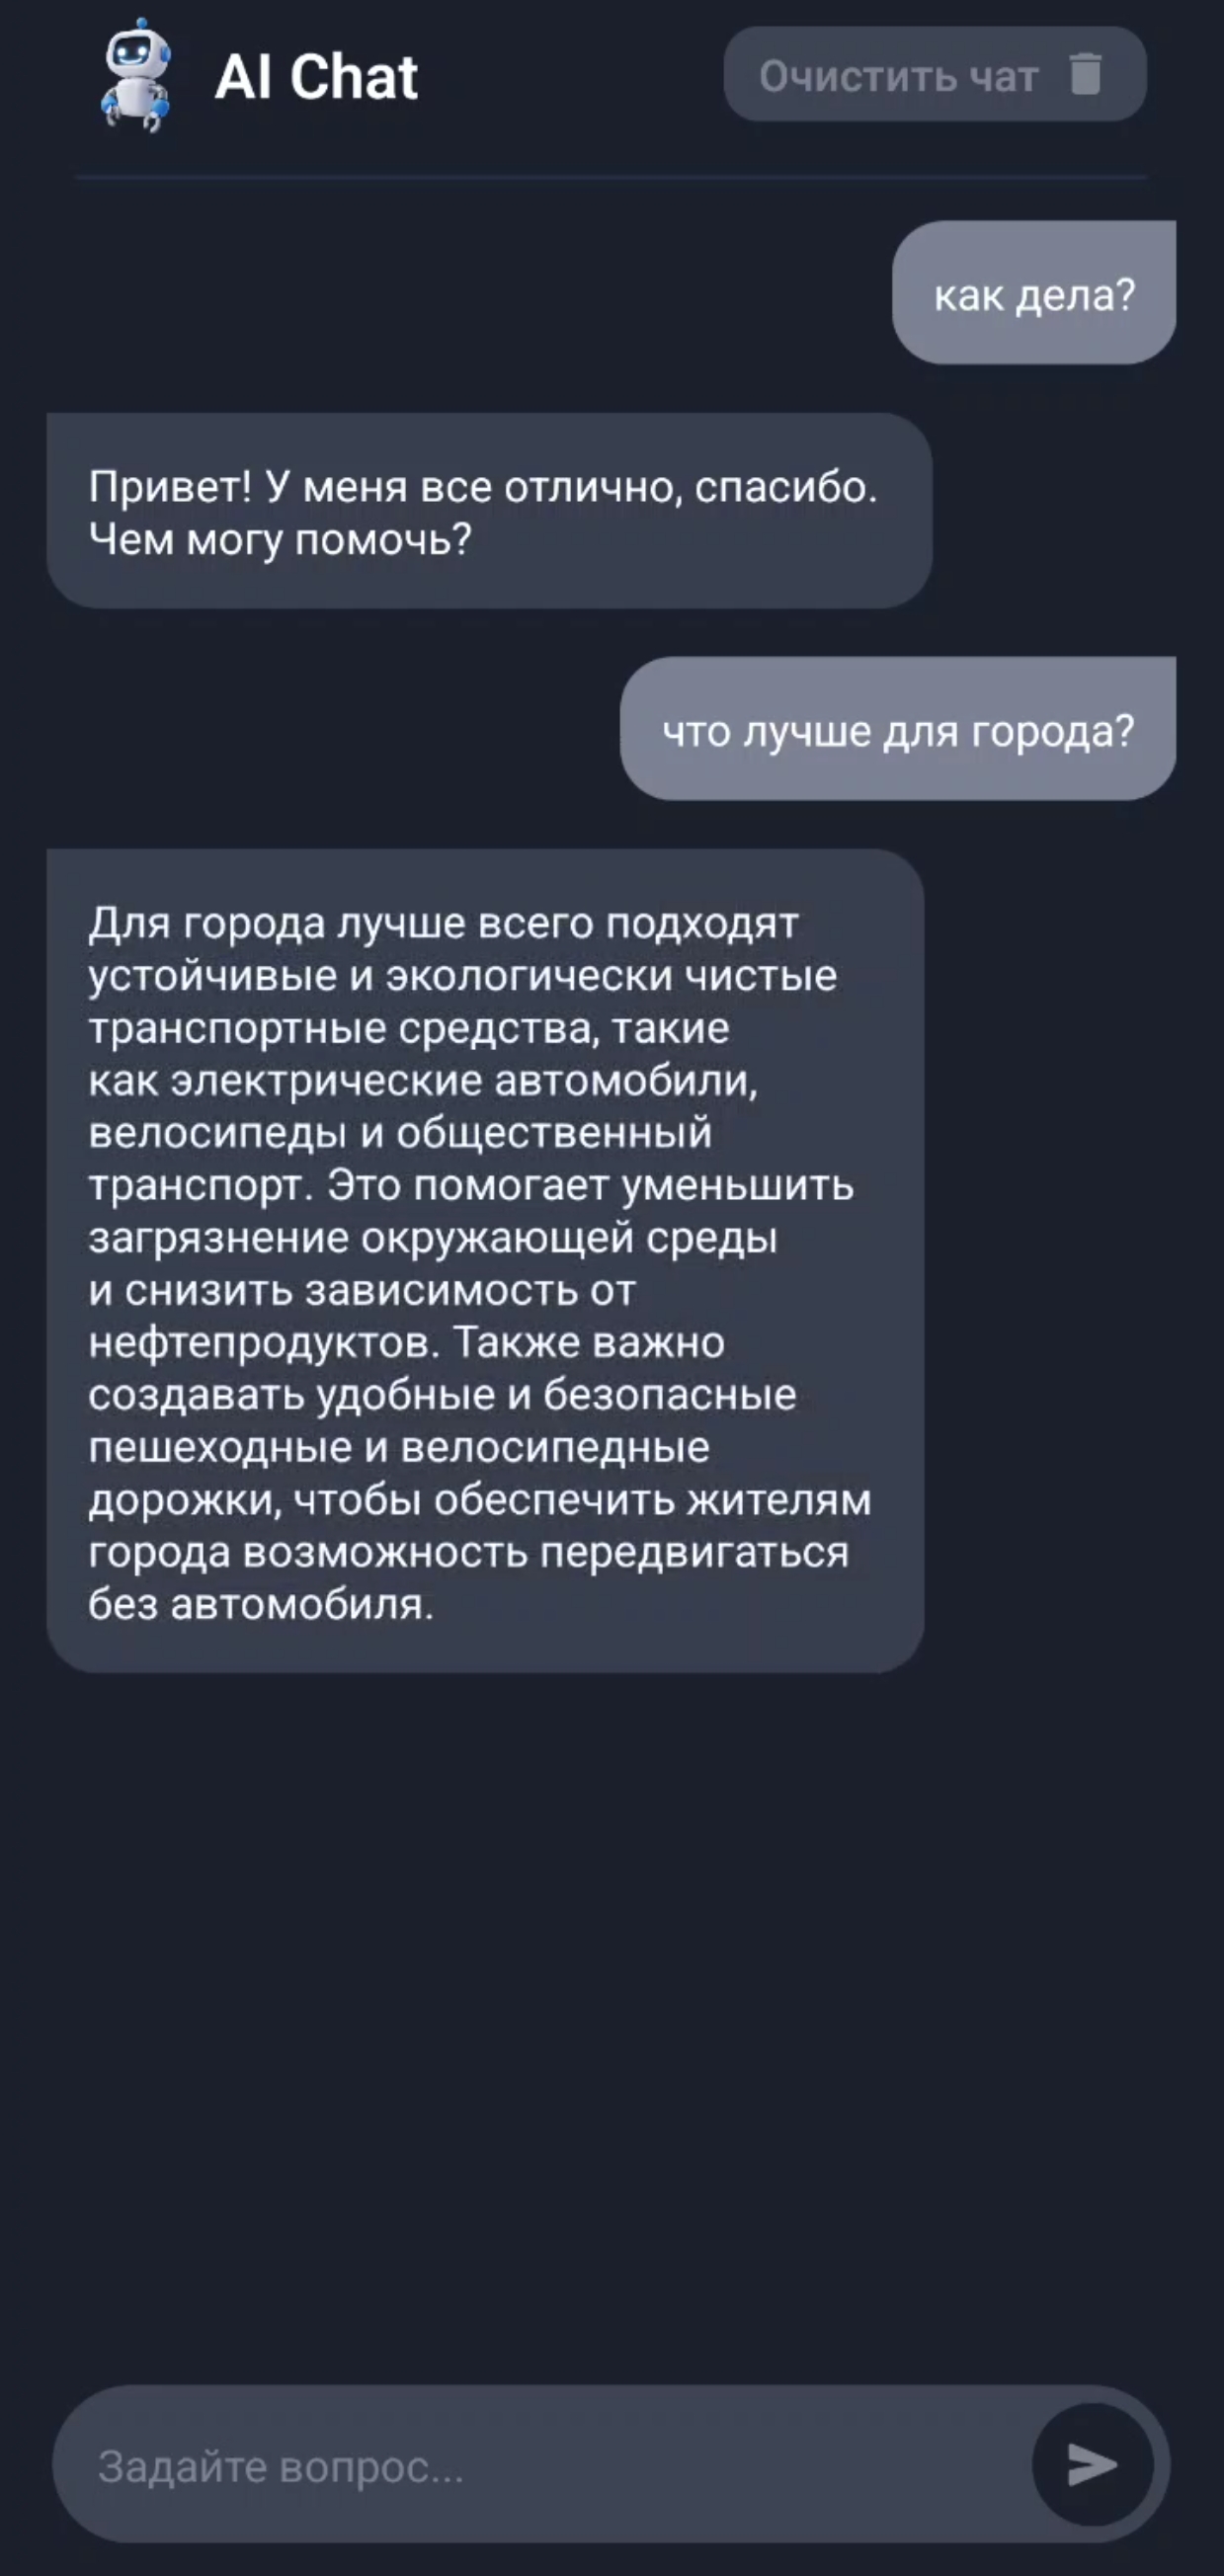 AI Chat
Очистить чат
как дела?
Привет! У меня все отлично, спасибо.
Чем могу помочь?
что лучше для города?
Для города лучше всего подходят
устойчивые и экологически чистые
транспортные средства, такие
как электрические автомобили,
велосипеды и общественный
транспорт. Это помогает уменьшить
загрязнение окружающей среды
и снизить зависимость от
нефтепродуктов. Также важно
создавать удобные и безопасные
пешеходные и велосипедные
дорожки, чтобы обеспечить жителям
города возможность передвигаться
без автомобиля.
Задайте вопрос...